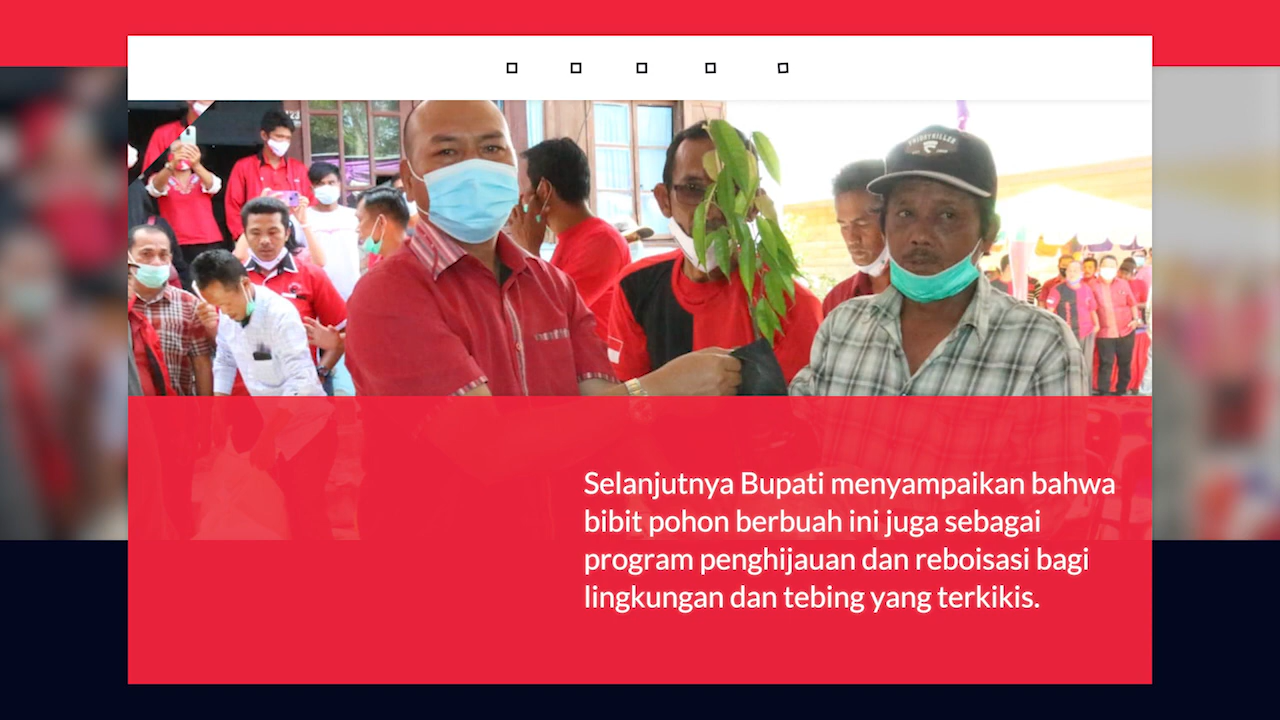 Selanjutnya Bupati menyampaikan bahwa
bibit pohon berbuah ini juga sebagai
program penghijauan dan reboisasi bagi
lingkungan dan tebing yang terkikis.